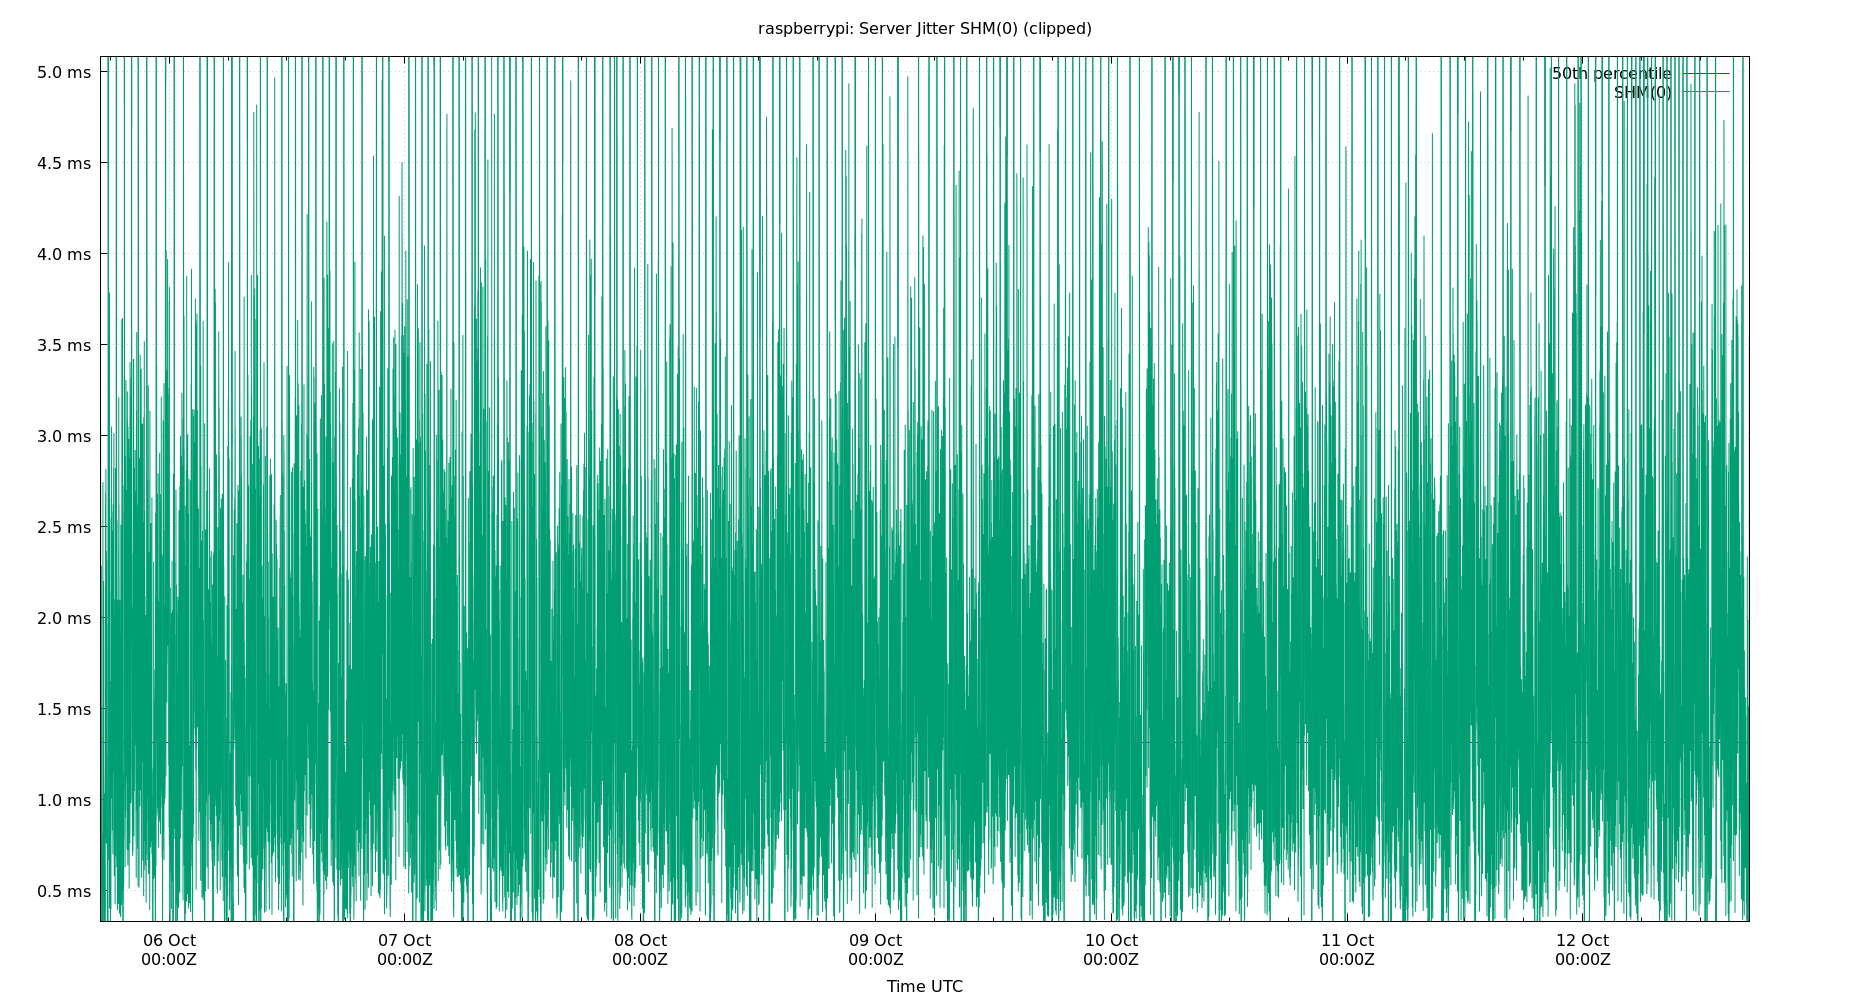 raspberrypi: Server Jitter SHM(0) (clipped)
5.0 ms
50th percentile
SHM(0)
4.5 ms
4.0 ms
3.5 ms
3.0 ms
2.5 ms
2.0 ms
1.5 ms
1.0 ms
0.5 ms
06 Oct 07 Oct 08 Oct 09 Oct 10 Oct 11 Oct 12 Oct
00:00Z 00:00Z 00:00Z 00:00Z 00:00Z 00:00Z 00:00Z
Time UTC